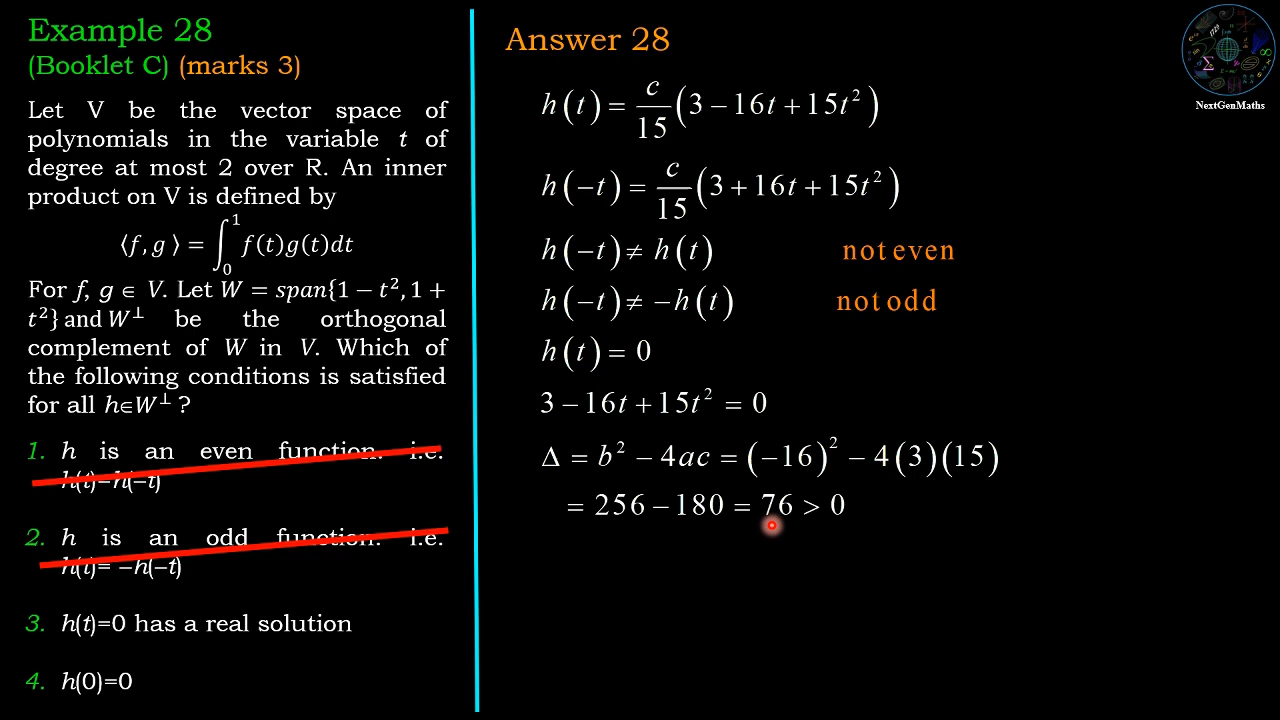 Example 28
(Booklet C) (marks 3)
Let V be the vector space of
polynomials in the variable t of
degree at most 2 over R. An inner
product on V is defined by
⟨f, g ⟩ = ∫₀¹ f(t)g(t)dt
For f, g ∈ V. Let W = span{1 − t², 1 +
t²} and W⊥ be the orthogonal
complement of W in V. Which of
the following conditions is satisfied
for all h∈W⊥ ?
1. h is an even function. i.e.
h(t)=h(−t)
2. h is an odd function. i.e.
h(t)= −h(−t)
3. h(t)=0 has a real solution
4. h(0)=0
Answer 28
h(t) = c/15 (3 − 16t + 15t²)
h(−t) = c/15 (3 + 16t + 15t²)
h(−t) ≠ h(t) not even
h(−t) ≠ −h(t) not odd
h(t) = 0
3 − 16t + 15t² = 0
Δ = b² − 4ac = (−16)² − 4(3)(15)
= 256 − 180 = 76 > 0
NextGenMaths